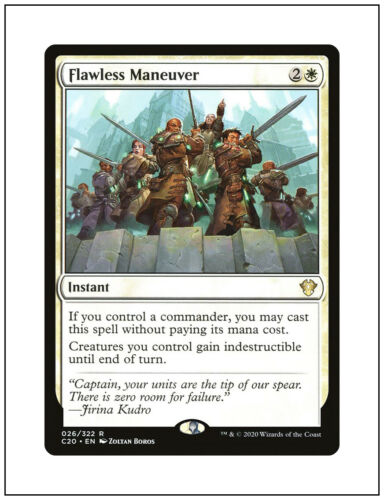 Flawless Maneuver 2
Instant
If you control a commander, you may cast
this spell without paying its mana cost.
Creatures you control gain indestructible
until end of turn.
“Captain, your units are the tip of our spear.
There is zero room for failure.”
—Jirina Kudro
026/322 R
C20 • EN Zoltan Boros
™ & © 2020 Wizards of the Coast